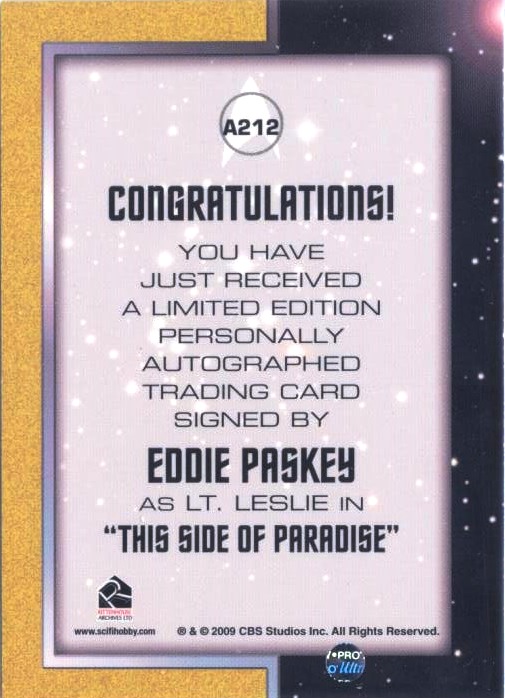 A212
CONGRATULATIONS!
YOU HAVE
JUST RECEIVED
A LIMITED EDITION
PERSONALLY
AUTOGRAPHED
TRADING CARD
SIGNED BY
EDDIE PASKEY
AS LT. LESLIE IN
"THIS SIDE OF PARADISE"
RITTENHOUSE
ARCHIVES LTD
www.scifihobby.com ® & © 2009 CBS Studios Inc. All Rights Reserved.
PRO